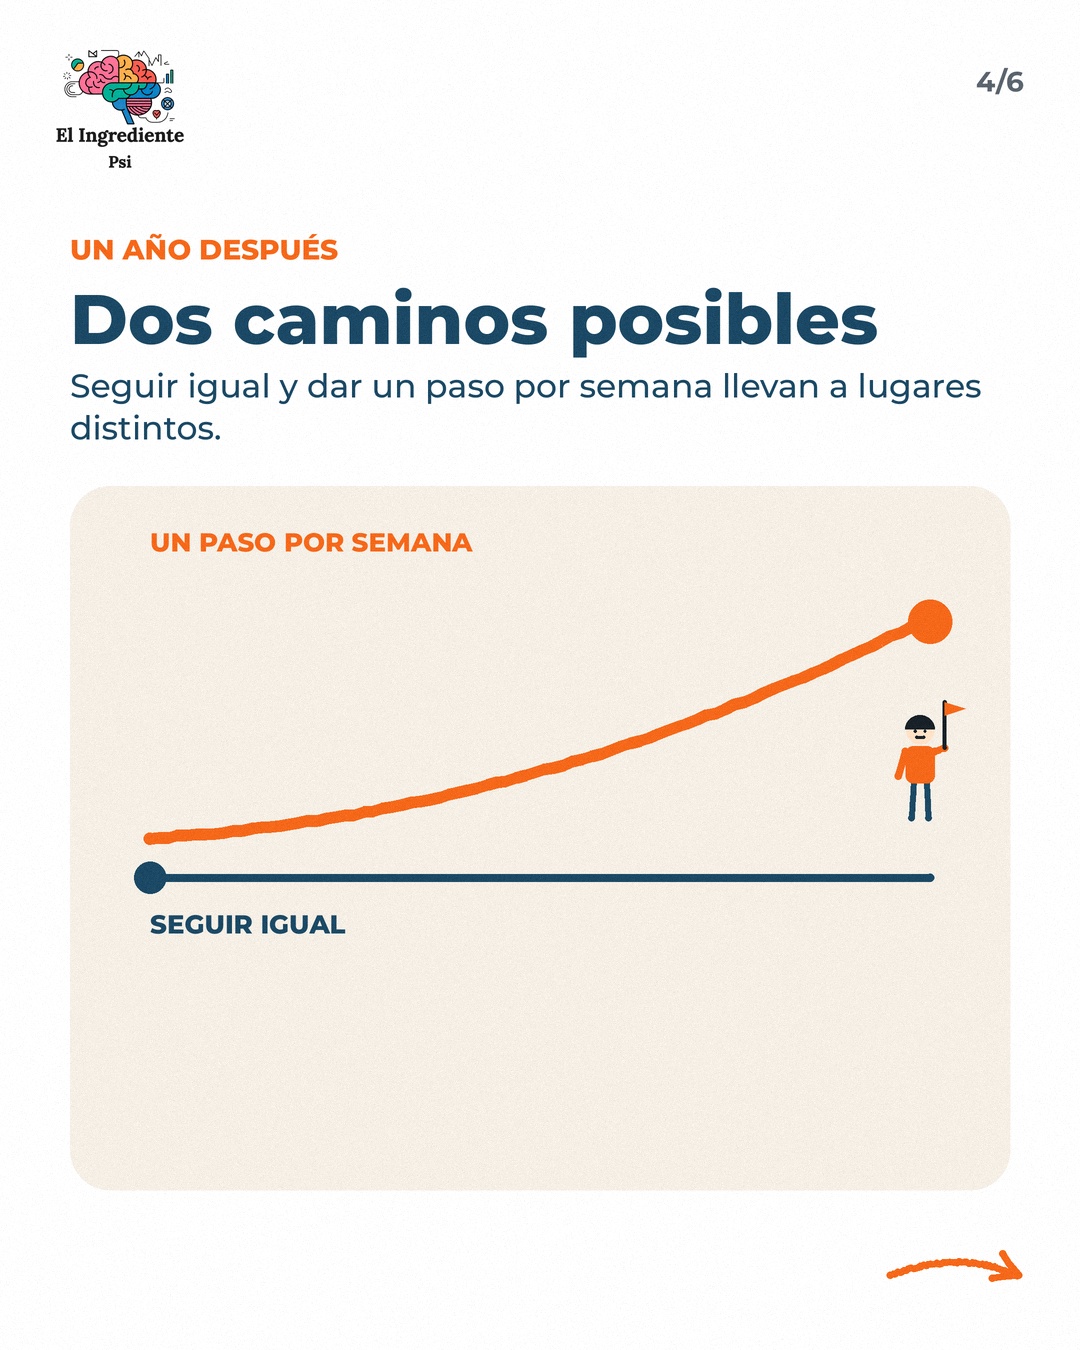 El Ingrediente
Psi
4/6
UN AÑO DESPUÉS
Dos caminos posibles
Seguir igual y dar un paso por semana llevan a lugares
distintos.
UN PASO POR SEMANA
SEGUIR IGUAL